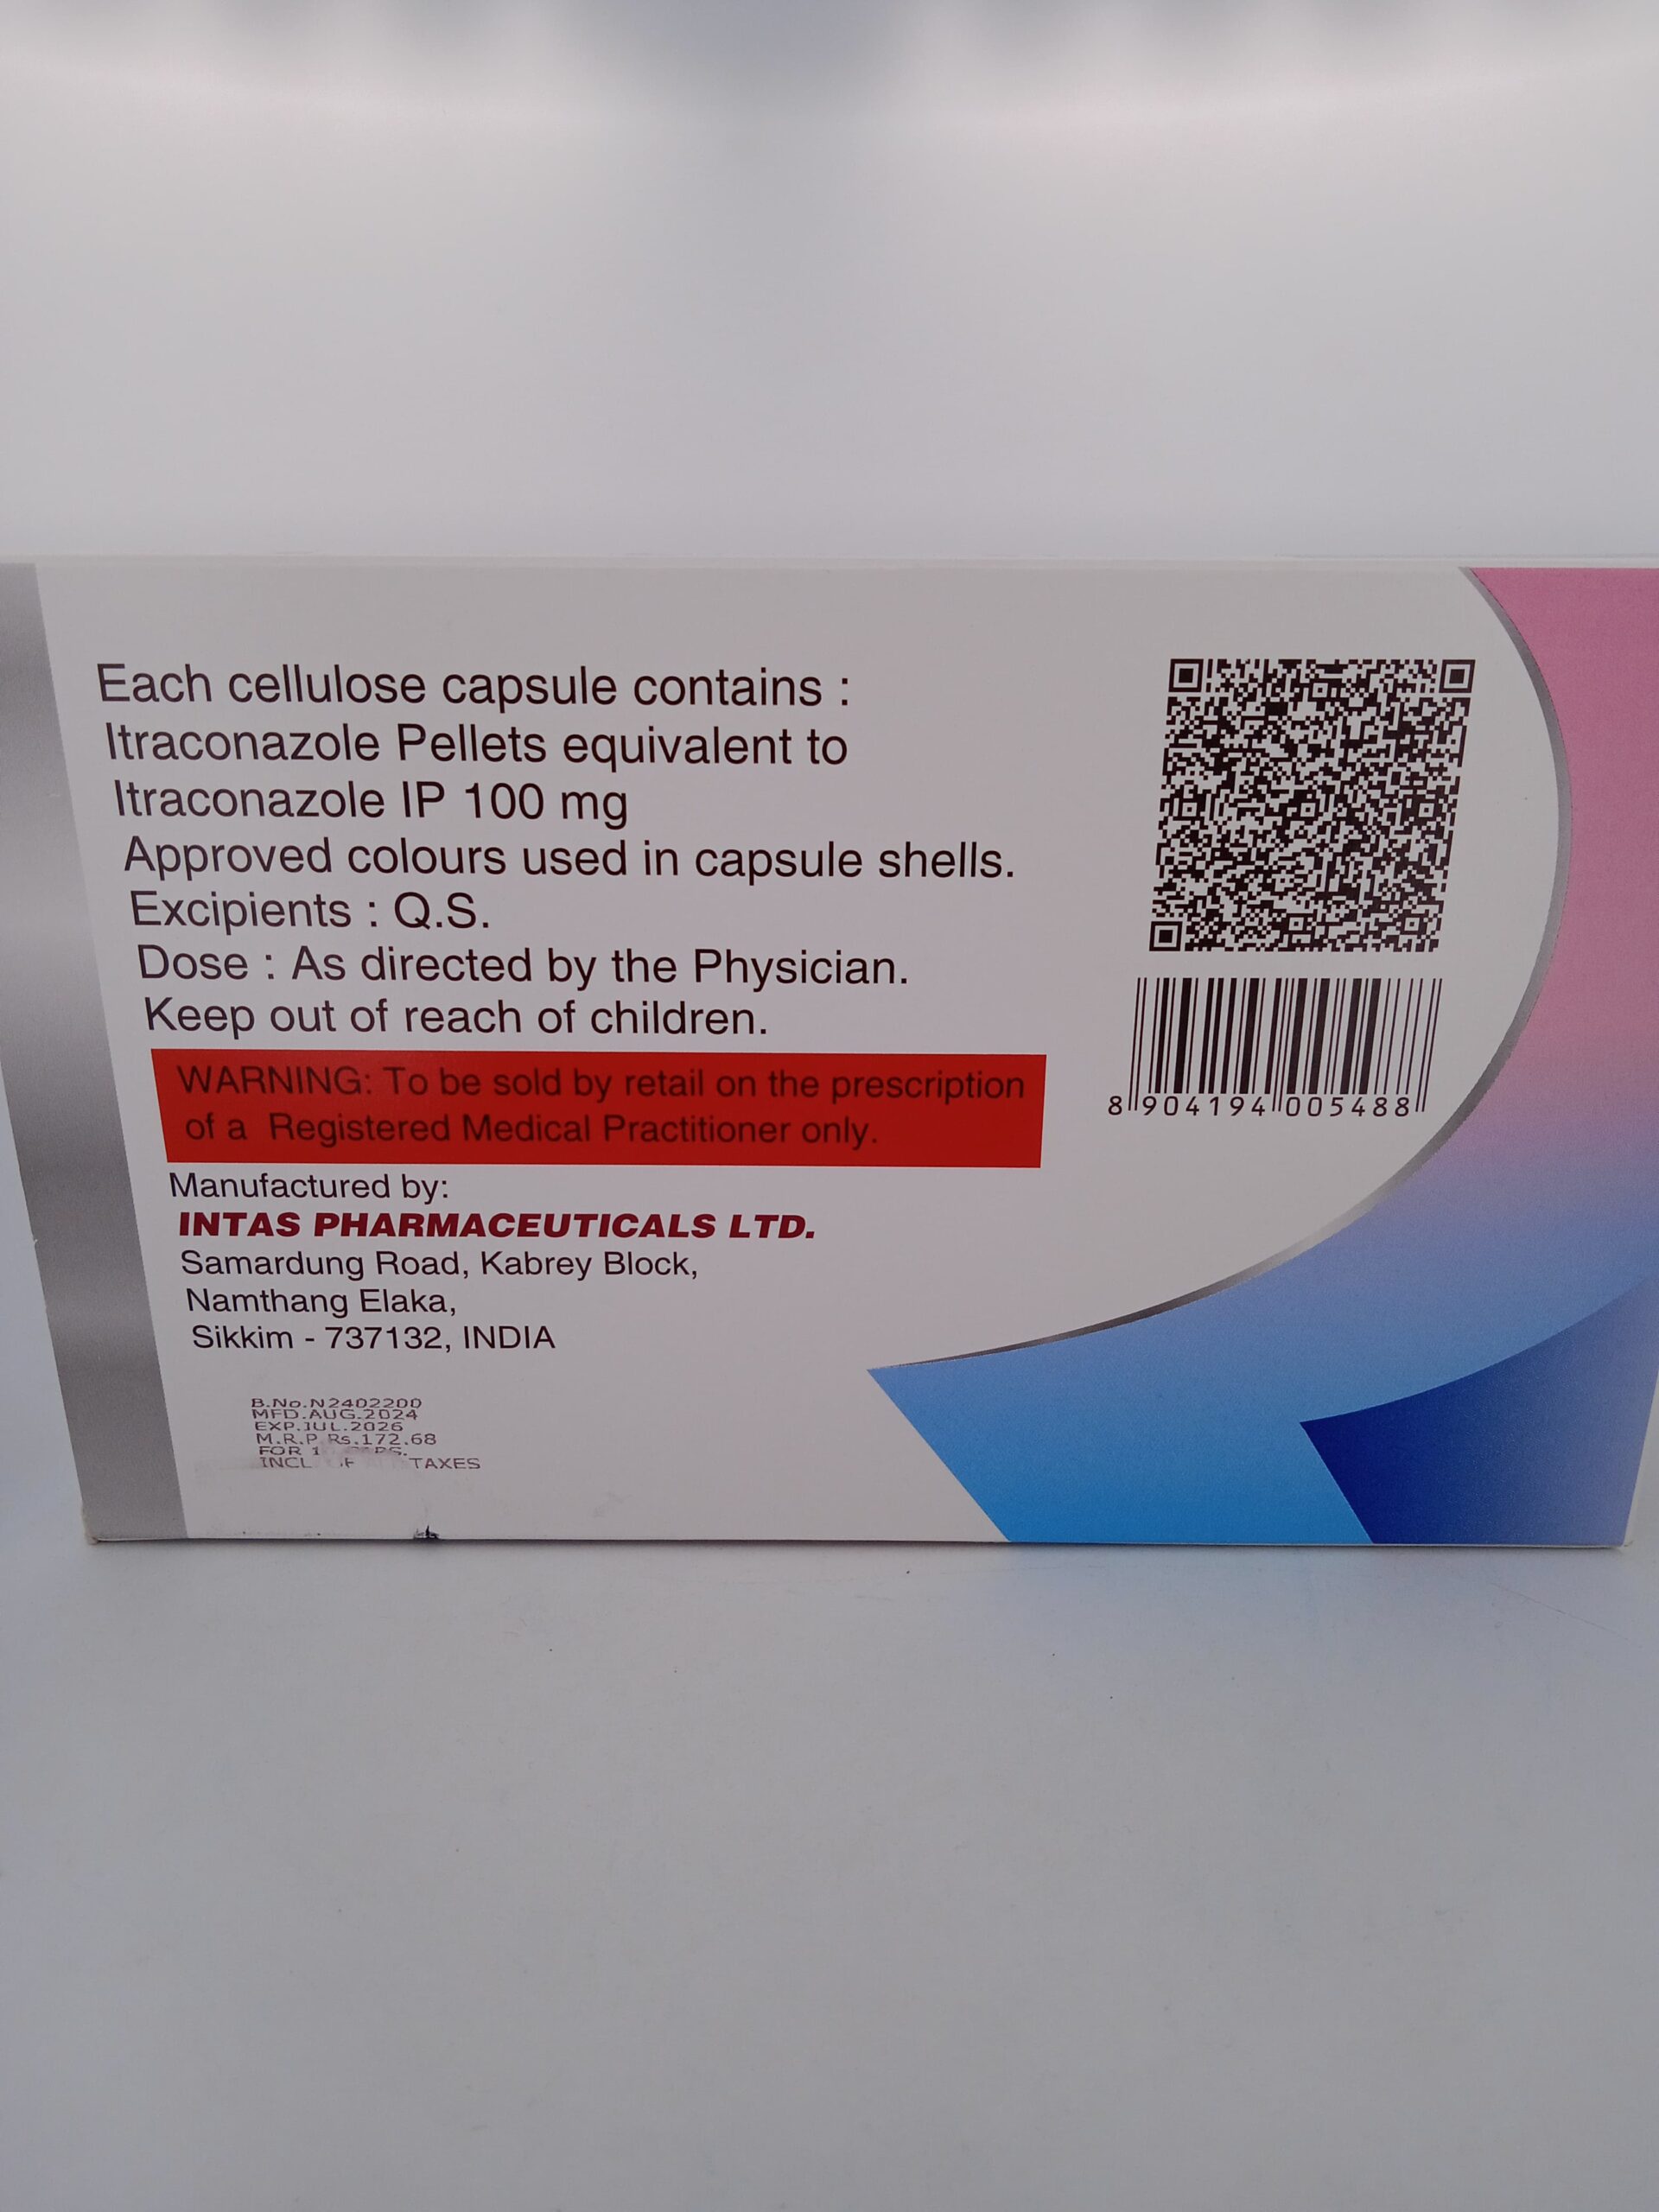 Each cellulose capsule contains :
Itraconazole Pellets equivalent to
Itraconazole IP 100 mg
Approved colours used in capsule shells.
Excipients : Q.S.
Dose : As directed by the Physician.
Keep out of reach of children.
WARNING: To be sold by retail on the prescription
of a Registered Medical Practitioner only.
Manufactured by:
INTAS PHARMACEUTICALS LTD.
Samardung Road, Kabrey Block,
Namthang Elaka,
Sikkim - 737132, INDIA
B.No.N2402200
MFD.AUG.2024
EXP.JUL.2026
M.R.P.Rs.172.68
FOR
INCL TAXES
8 904194 005488